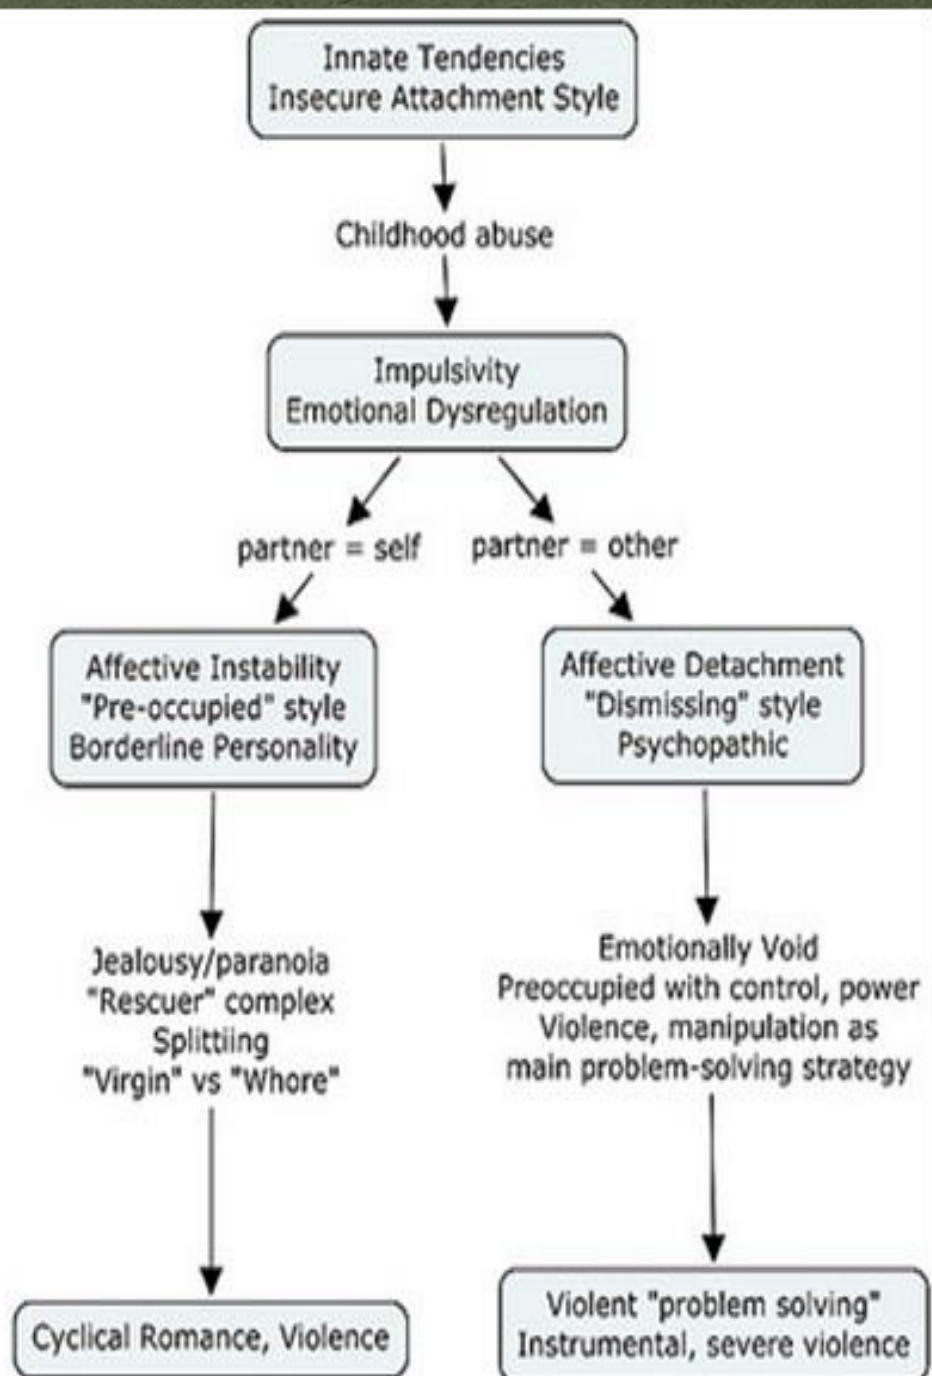 Innate Tendencies
Insecure Attachment Style
Childhood abuse
Impulsivity
Emotional Dysregulation
partner = self
partner = other
Affective Instability
"Pre-occupied" style
Borderline Personality
Affective Detachment
"Dismissing" style
Psychopathic
Jealousy/paranoia
"Rescuer" complex
Splittiing
"Virgin" vs "Whore"
Emotionally Void
Preoccupied with control, power
Violence, manipulation as
main problem-solving strategy
Cyclical Romance, Violence
Violent "problem solving"
Instrumental, severe violence